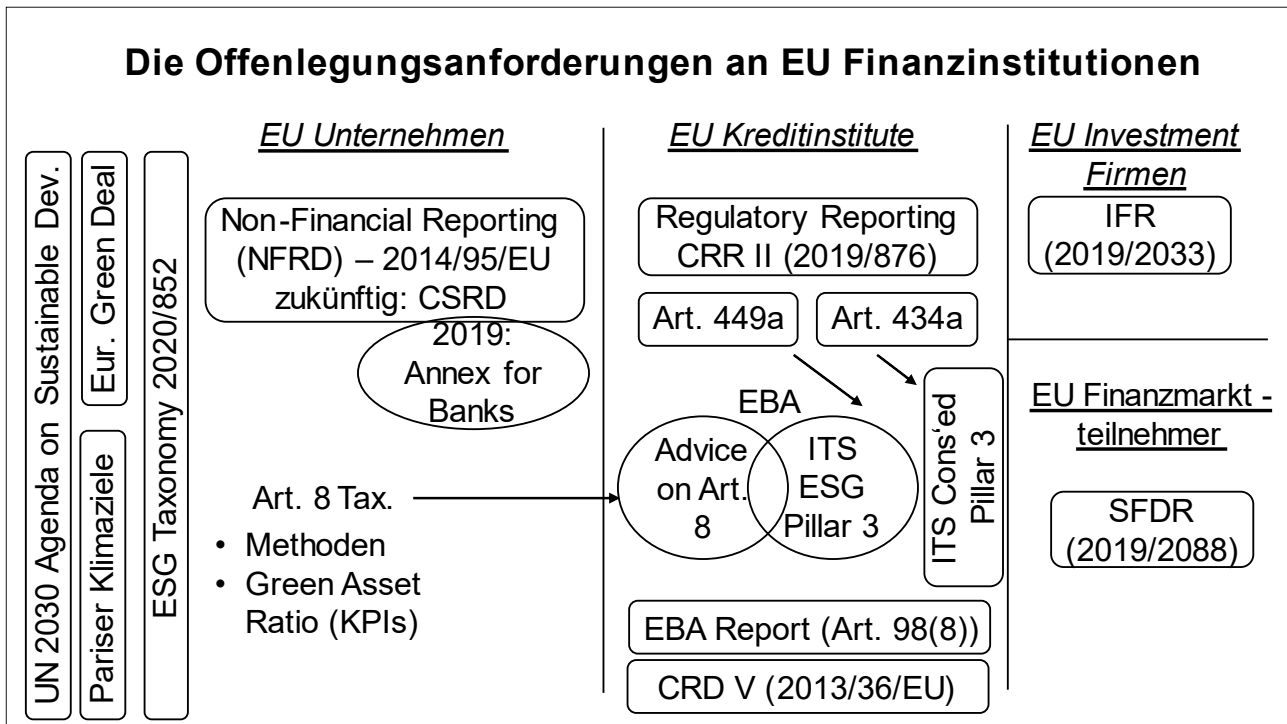 Die Offenlegungsanforderungen an EU Finanzinstitutionen
UN 2030 Agenda on Sustainable Dev.
Eur. Green Deal
Pariser Klimaziele
ESG Taxonomy 2020/852
EU Unternehmen
Non-Financial Reporting
(NFRD) – 2014/95/EU
zukünftig: CSRD
2019:
Annex for
Banks
Art. 8 Tax.
• Methoden
• Green Asset
Ratio (KPIs)
EU Kreditinstitute
Regulatory Reporting
CRR II (2019/876)
Art. 449a
Art. 434a
EBA
Advice
on Art.
8
ITS
ESG
Pillar 3
ITS Cons‘ed
Pillar 3
EBA Report (Art. 98(8))
CRD V (2013/36/EU)
EU Investment
Firmen
IFR
(2019/2033)
EU Finanzmarkt -
teilnehmer
SFDR
(2019/2088)